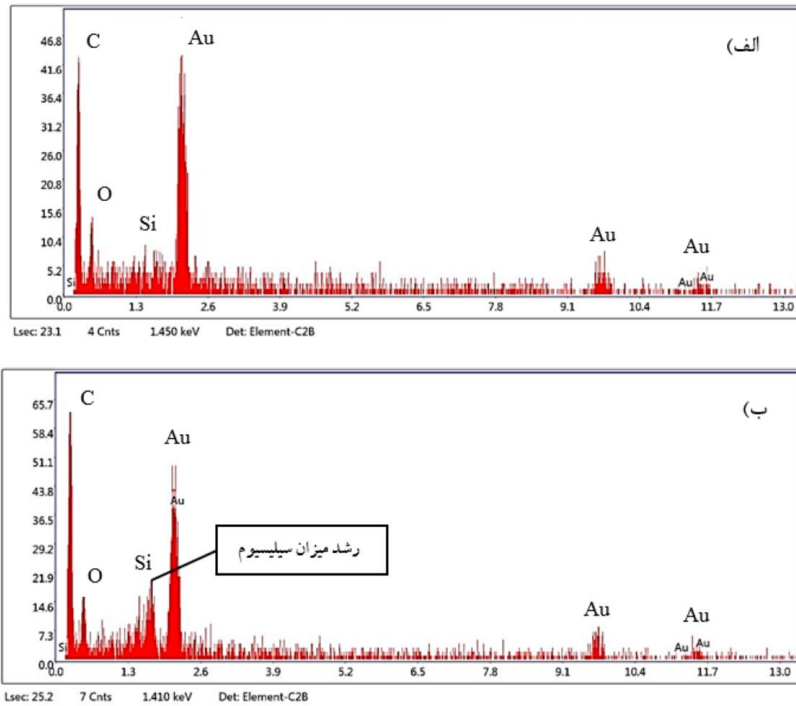 الف)
46.8
C
Au
41.6
36.4
31.2
26.0
20.8
15.6
O
10.4
Si
Au
Au
5.2
Si
Au
Au
0.0
0.0 1.3 2.6 3.9 5.2 6.5 7.8 9.1 10.4 11.7 13.0
Lsec: 23.1 4 Cnts 1.450 keV Det: Element-C2B
ب)
65.7
C
58.4
Au
51.1
43.8
Au
36.5
29.2
رشد میزان سیلیسیوم
21.9
Si
O
14.6
Au
Au
7.3
Si
Au
Au
0.0
0.0 1.3 2.6 3.9 5.2 6.5 7.8 9.1 10.4 11.7 13.0
Lsec: 25.2 7 Cnts 1.410 keV Det: Element-C2B